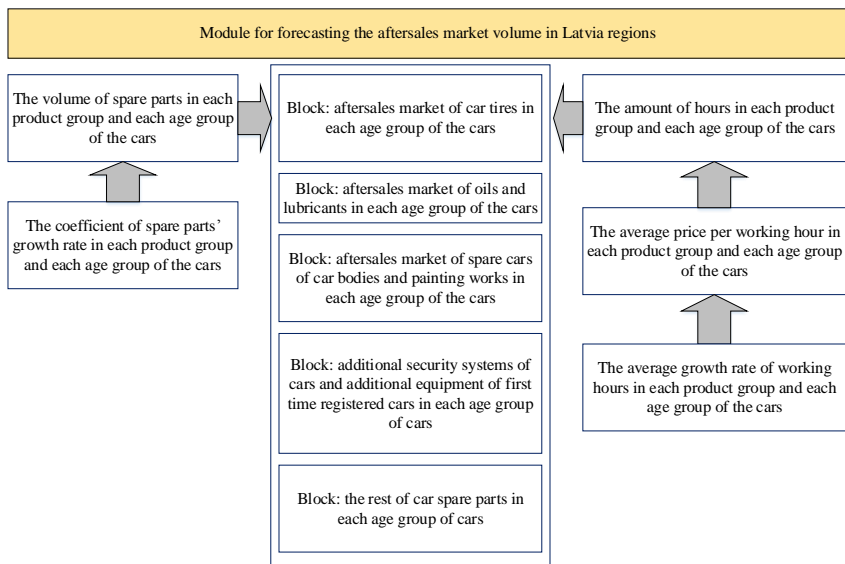 Module for forecasting the aftersales market volume in Latvia regions
The volume of spare parts in each
product group and each age group
of the cars
The coefficient of spare parts’
growth rate in each product group
and each age group of the cars
Block: aftersales market of car tires in
each age group of the cars
Block: aftersales market of oils and
lubricants in each age group of the cars
Block: aftersales market of spare cars
of car bodies and painting works in
each age group of the cars
Block: additional security systems of
cars and additional equipment of first
time registered cars in each age group
of cars
Block: the rest of car spare parts in
each age group of cars
The amount of hours in each product
group and each age group of the cars
The average price per working hour in
each product group and each age group
of the cars
The average growth rate of working
hours in each product group and each
age group of the cars